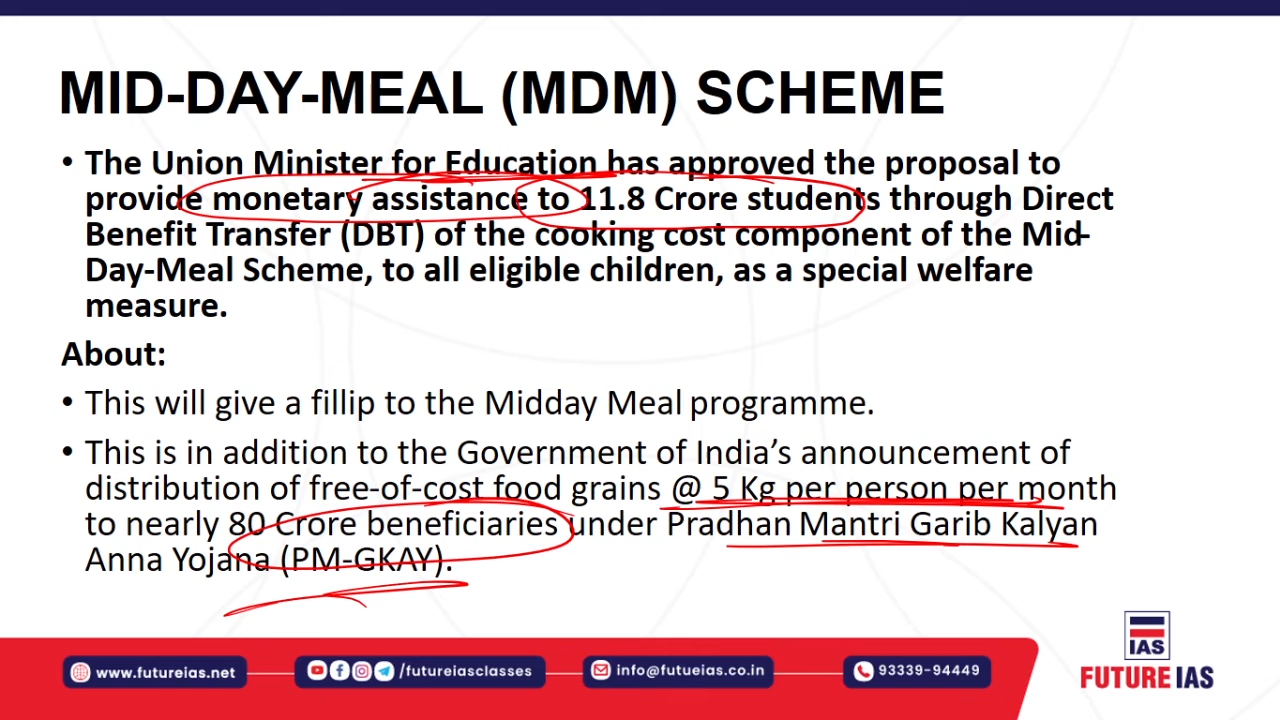 MID-DAY-MEAL (MDM) SCHEME
• The Union Minister for Education has approved the proposal to
provide monetary assistance to 11.8 Crore students through Direct
Benefit Transfer (DBT) of the cooking cost component of the Mid-
Day-Meal Scheme, to all eligible children, as a special welfare
measure.
About:
• This will give a fillip to the Midday Meal programme.
• This is in addition to the Government of India’s announcement of
distribution of free-of-cost food grains @ 5 Kg per person per month
to nearly 80 Crore beneficiaries under Pradhan Mantri Garib Kalyan
Anna Yojana (PM-GKAY).
IAS
FUTURE IAS
www.futureias.net
/futureiasclasses
info@futueias.co.in
93339-94449